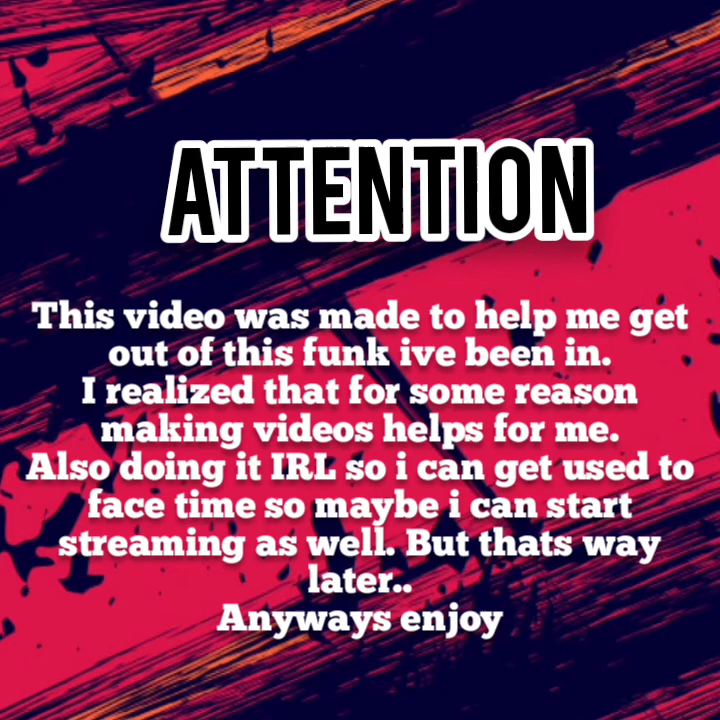 ATTENTION
This video was made to help me get
out of this funk ive been in.
I realized that for some reason
making videos helps for me.
Also doing it IRL so i can get used to
face time so maybe i can start
streaming as well. But thats way
later..
Anyways enjoy